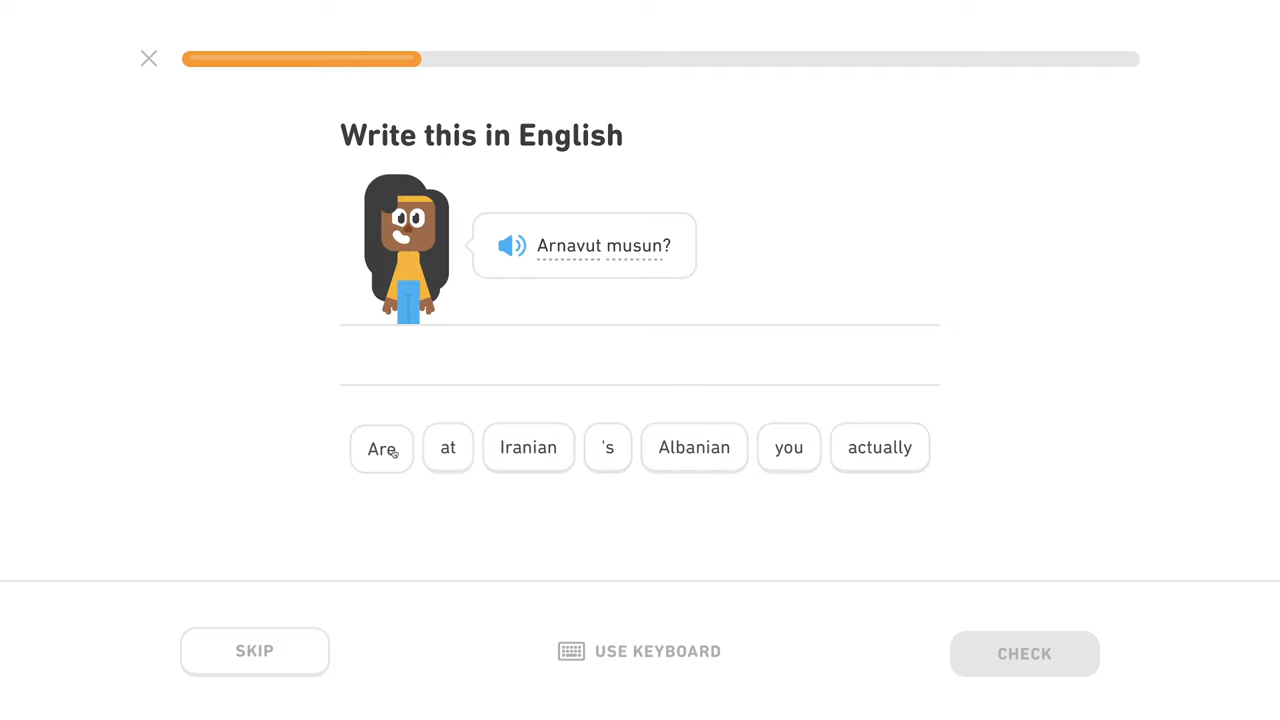 Write this in English
Arnavut musun?
Are at Iranian 's Albanian you actually
SKIP USE KEYBOARD CHECK